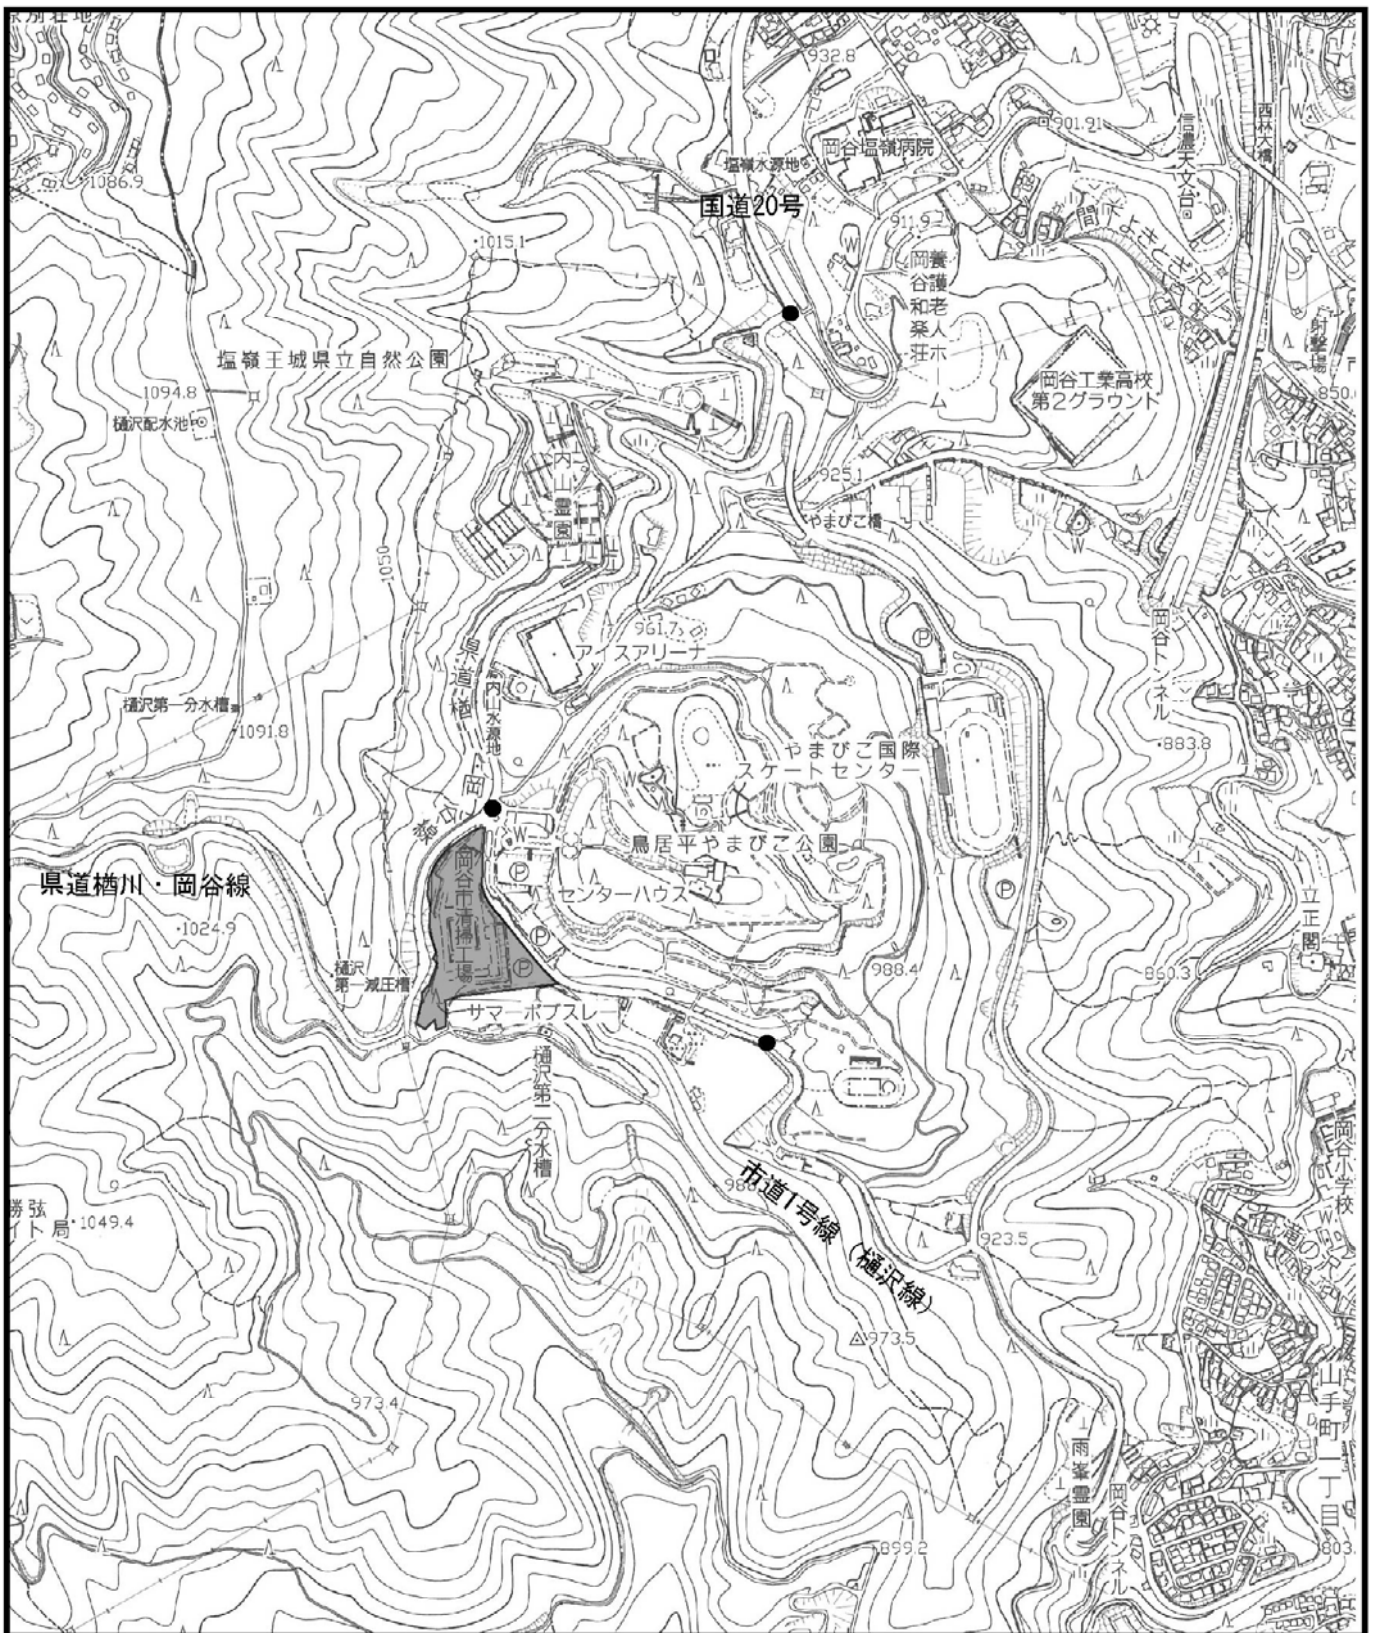 932.8
岡谷塩嶺病院
塩嶺水源地
901.91
信濃天文台
西林大橋
1086.9
国道20号
911.9
養護老人ホーム
岡谷和楽荘
間下よきとぎ沢川
射撃場
1015.1
塩嶺王城県立自然公園
1094.8
樋沢配水池
岡谷工業高校
第2グラウント
850.
内山霊園
925.1
やまびこ橋
1050
961.7
アイスアリーナ
県道楢川・岡谷線
内山水源地
岡谷トンネル
樋沢第一分水槽
1091.8
883.8
やまびこ国際
スケートセンター
W
P
鳥居平やまびこ公園
センターハウス
県道楢川・岡谷線
岡谷市清掃工場
立正閣
1024.9
樋沢
第一減圧槽
988.4
860.3
サマーボブスレー
樋沢第二分水槽
岡谷小学校
市道1号線(樋沢線)
勝弦
イト局
1049.4
923.5
973.5
973.4
山手町一丁目
雨峯霊園
岡谷トンネル
899.2
803.